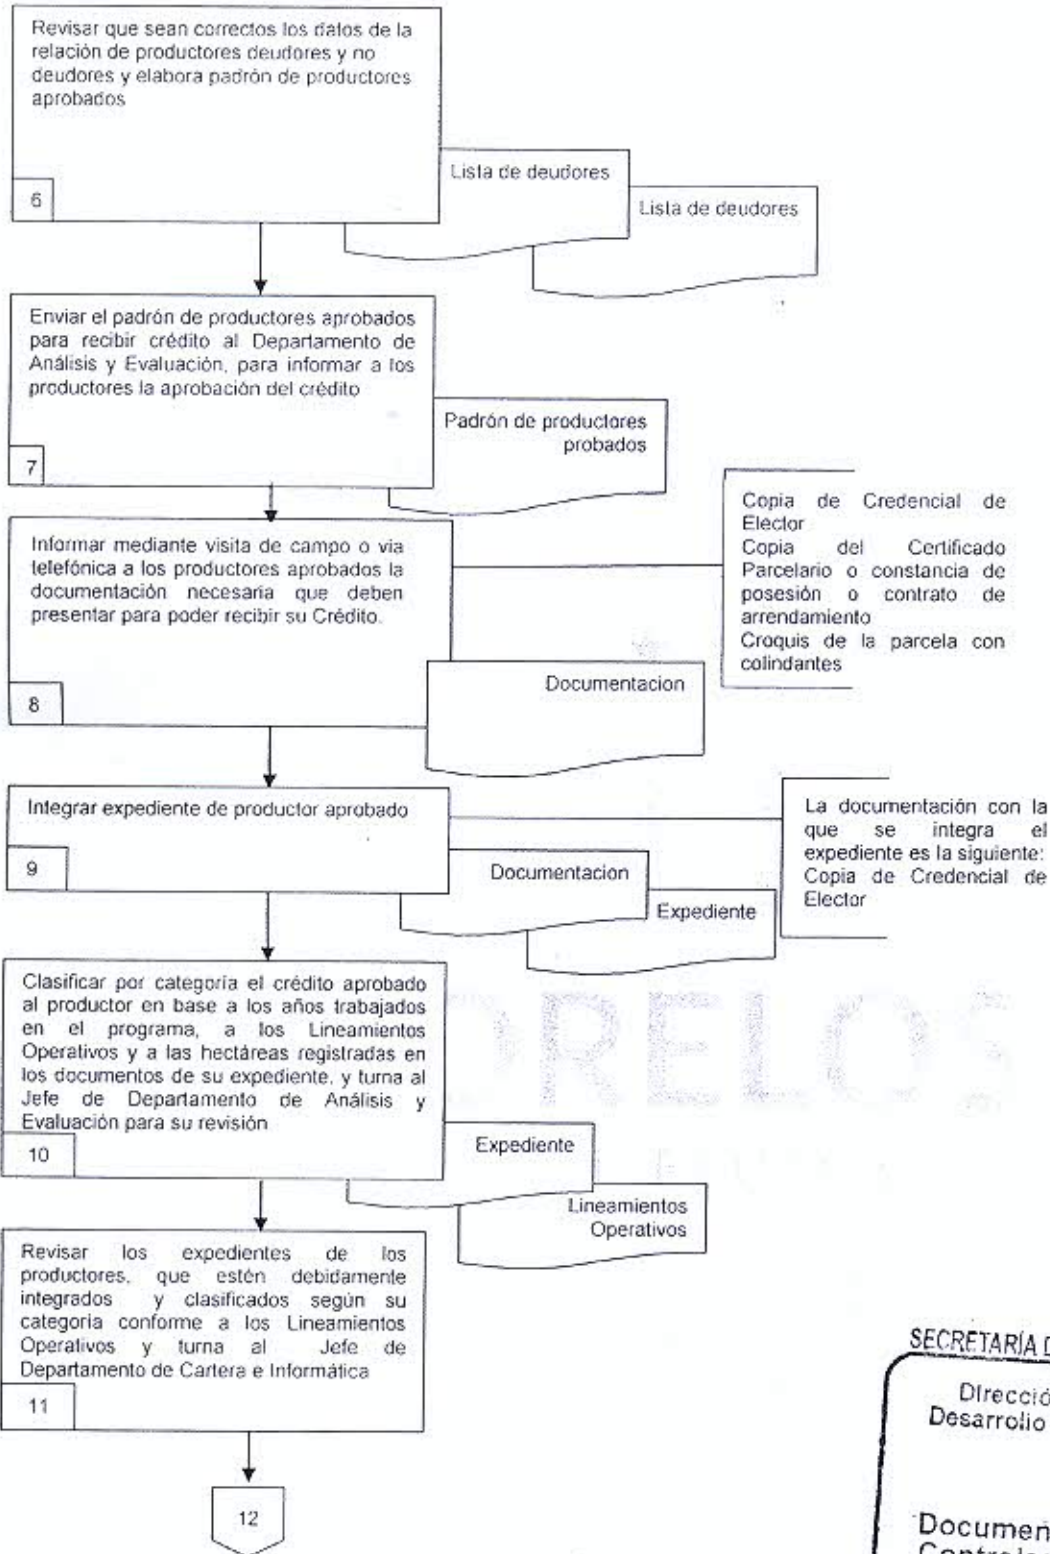 Revisar que sean correctos los datos de la
relación de productores deudores y no
deudores y elabora padrón de productores
aprobados
6
Lista de deudores
Lista de deudores
Enviar el padrón de productores aprobados
para recibir crédito al Departamento de
Análisis y Evaluación, para informar a los
productores la aprobación del crédito
7
Padrón de productores
probados
Informar mediante visita de campo o via
telefónica a los productores aprobados la
documentación necesaria que deben
presentar para poder recibir su Crédito.
8
Documentacion
Copia de Credencial de
Elector
Copia del Certificado
Parcelario o constancia de
posesión o contrato de
arrendamiento
Croquis de la parcela con
colindantes
Integrar expediente de productor aprobado
9
Documentacion
Expediente
La documentación con la
que se integra el
expediente es la siguiente:
Copia de Credencial de
Elector
Clasificar por categoría el crédito aprobado
al productor en base a los años trabajados
en el programa, a los Lineamientos
Operativos y a las hectáreas registradas en
los documentos de su expediente, y turna al
Jefe de Departamento de Análisis y
Evaluación para su revisión
10
Expediente
Lineamientos
Operativos
ORELOS
Revisar los expedientes de los
productores, que estén debidamente
integrados y clasificados según su
categoria conforme a los Lineamientos
Operativos y turna al Jefe de
Departamento de Cartera e Informática
11
12
SECRETARÍA D
Direcció
Desarrollo
Documen